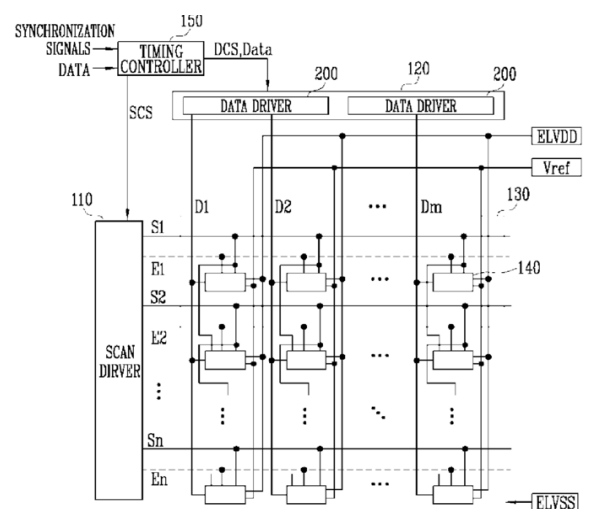 150
SYNCHRONIZATION
SIGNALS
DATA
TIMING
CONTROLLER
DCS,Data
200
120
200
SCS
DATA DRIVER
DATA DRIVER
ELVDD
Vref
110
D1
D2
...
Dm
130
S1
E1
...
140
S2
E2
...
SCAN
DIRVER
Sn
En
...
ELVSS